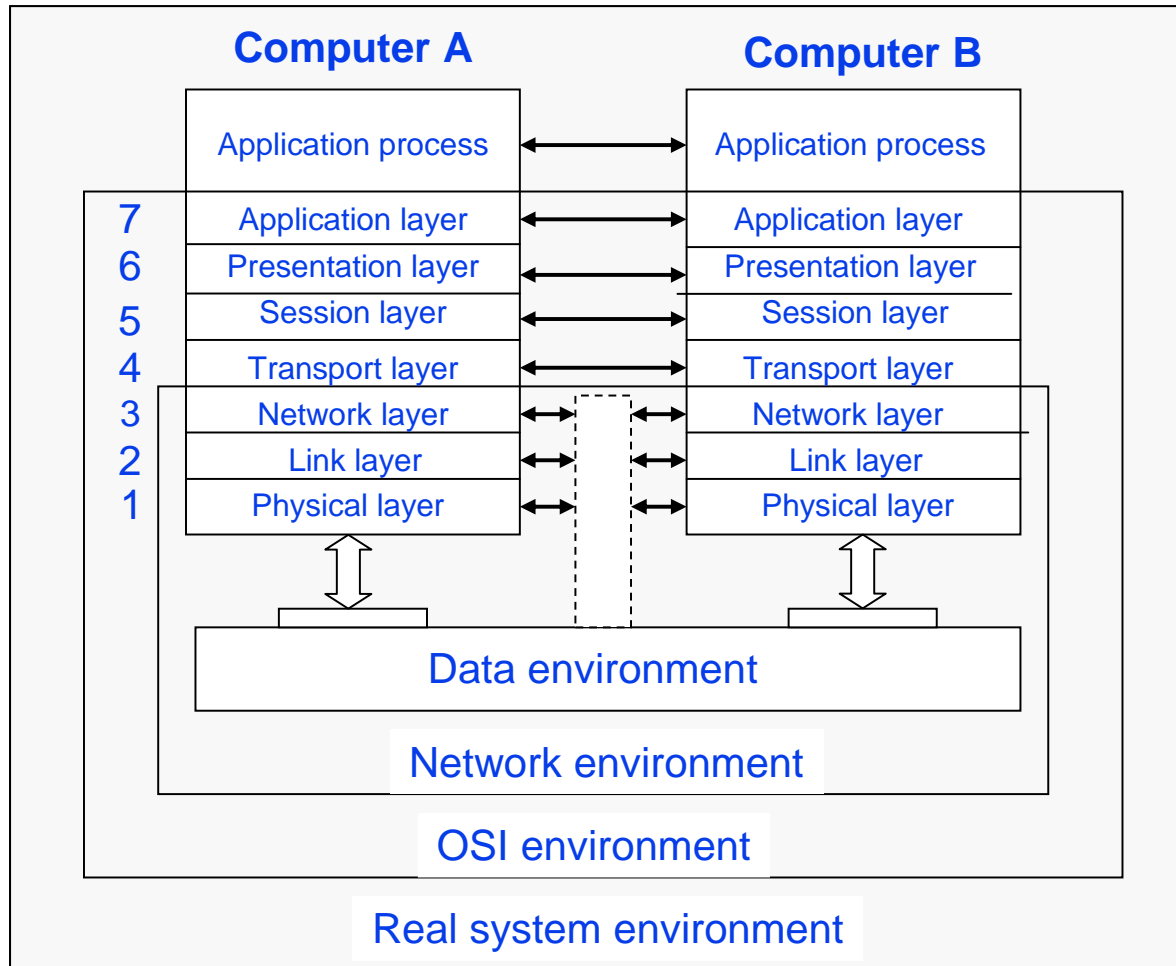 Computer A
Computer B
Application process
Application process
7
Application layer
Application layer
6
Presentation layer
Presentation layer
5
Session layer
Session layer
4
Transport layer
Transport layer
3
Network layer
Network layer
2
Link layer
Link layer
1
Physical layer
Physical layer
Data environment
Network environment
OSI environment
Real system environment